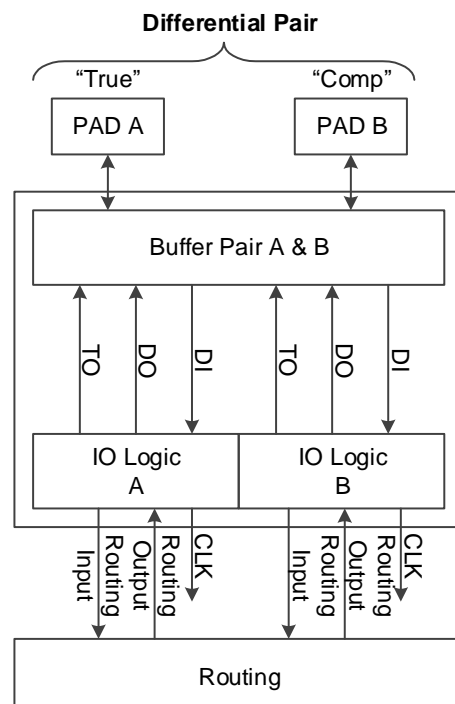 Differential Pair
“True”
“Comp”
PAD A
PAD B
Buffer Pair A & B
TO
DO
DI
TO
DO
DI
IO Logic
A
IO Logic
B
Routing
Input
Routing
Output
CLK
Routing
Input
Routing
Output
CLK
Routing